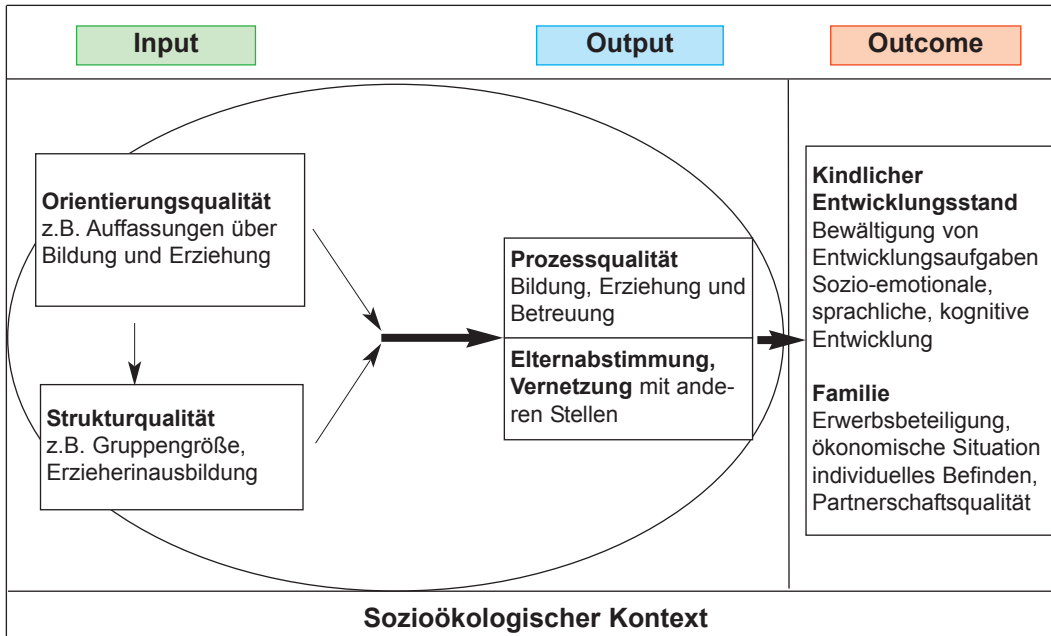 Input
Output
Outcome
Orientierungsqualität
z.B. Auffassungen über
Bildung und Erziehung
Strukturqualität
z.B. Gruppengröße,
Erzieherinausbildung
Prozessqualität
Bildung, Erziehung und
Betreuung
Elternabstimmung,
Vernetzung mit ande-
ren Stellen
Kindlicher
Entwicklungsstand
Bewältigung von
Entwicklungsaufgaben
Sozio-emotionale,
sprachliche, kognitive
Entwicklung
Familie
Erwerbsbeteiligung,
ökonomische Situation
individuelles Befinden,
Partnerschaftsqualität
Sozioökologischer Kontext